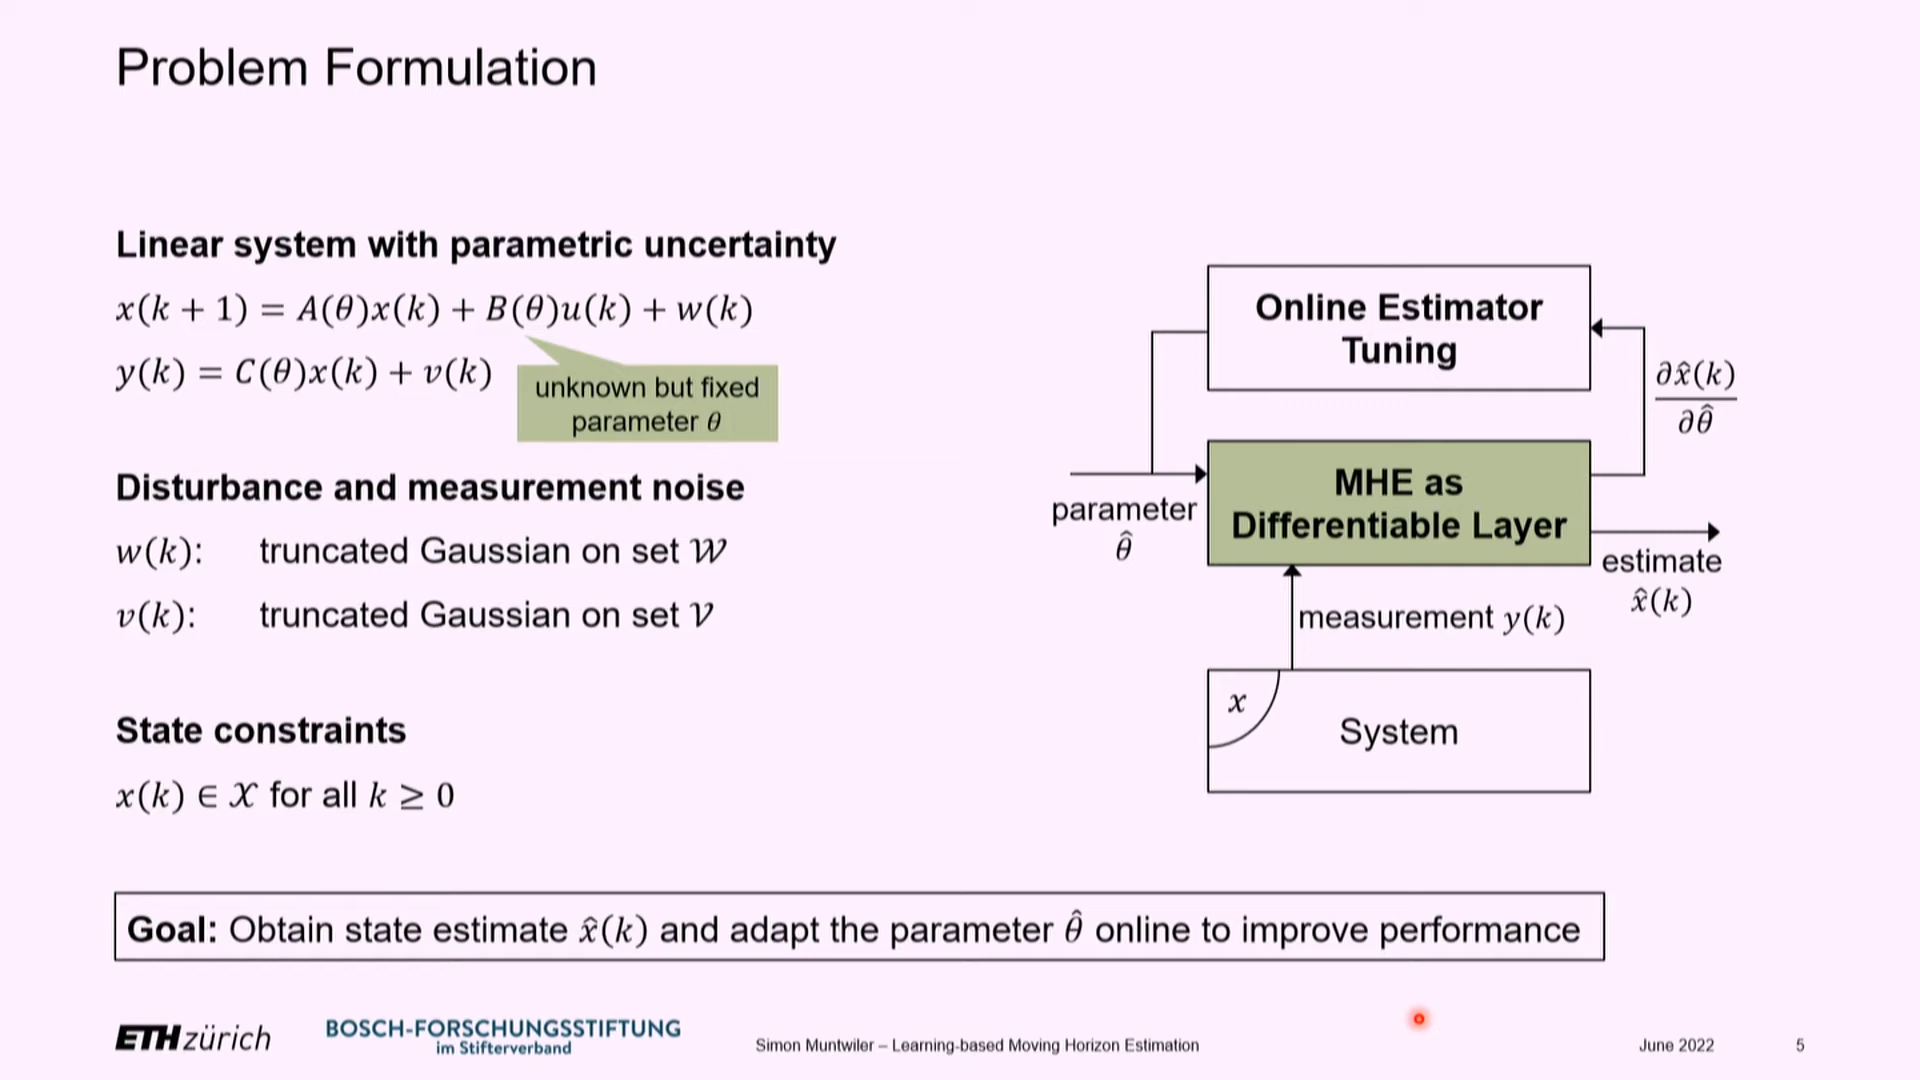 Problem Formulation
Linear system with parametric uncertainty
x(k + 1) = A(θ)x(k) + B(θ)u(k) + w(k)
y(k) = C(θ)x(k) + v(k)
unknown but fixed
parameter θ
Disturbance and measurement noise
w(k): truncated Gaussian on set 𝒲
v(k): truncated Gaussian on set 𝒱
State constraints
x(k) ∈ 𝒳 for all k ≥ 0
Online Estimator
Tuning
∂x̂(k)
∂θ̂
MHE as
Differentiable Layer
parameter
θ̂
estimate
x̂(k)
measurement y(k)
x
System
Goal: Obtain state estimate x̂(k) and adapt the parameter θ̂ online to improve performance
ETH zürich
BOSCH-FORSCHUNGSSTIFTUNG
im Stifterverband
Simon Muntwiler – Learning-based Moving Horizon Estimation
June 2022
5